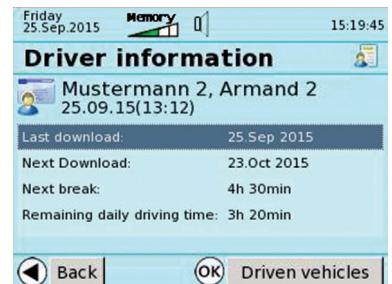 Friday
25.Sep.2015
Memory
15:19:45
Driver information
Mustermann 2, Armand 2
25.09.15(13:12)
Last download: 25.Sep 2015
Next Download: 23.Oct 2015
Next break: 4h 30min
Remaining daily driving time: 3h 20min
Back
OK Driven vehicles